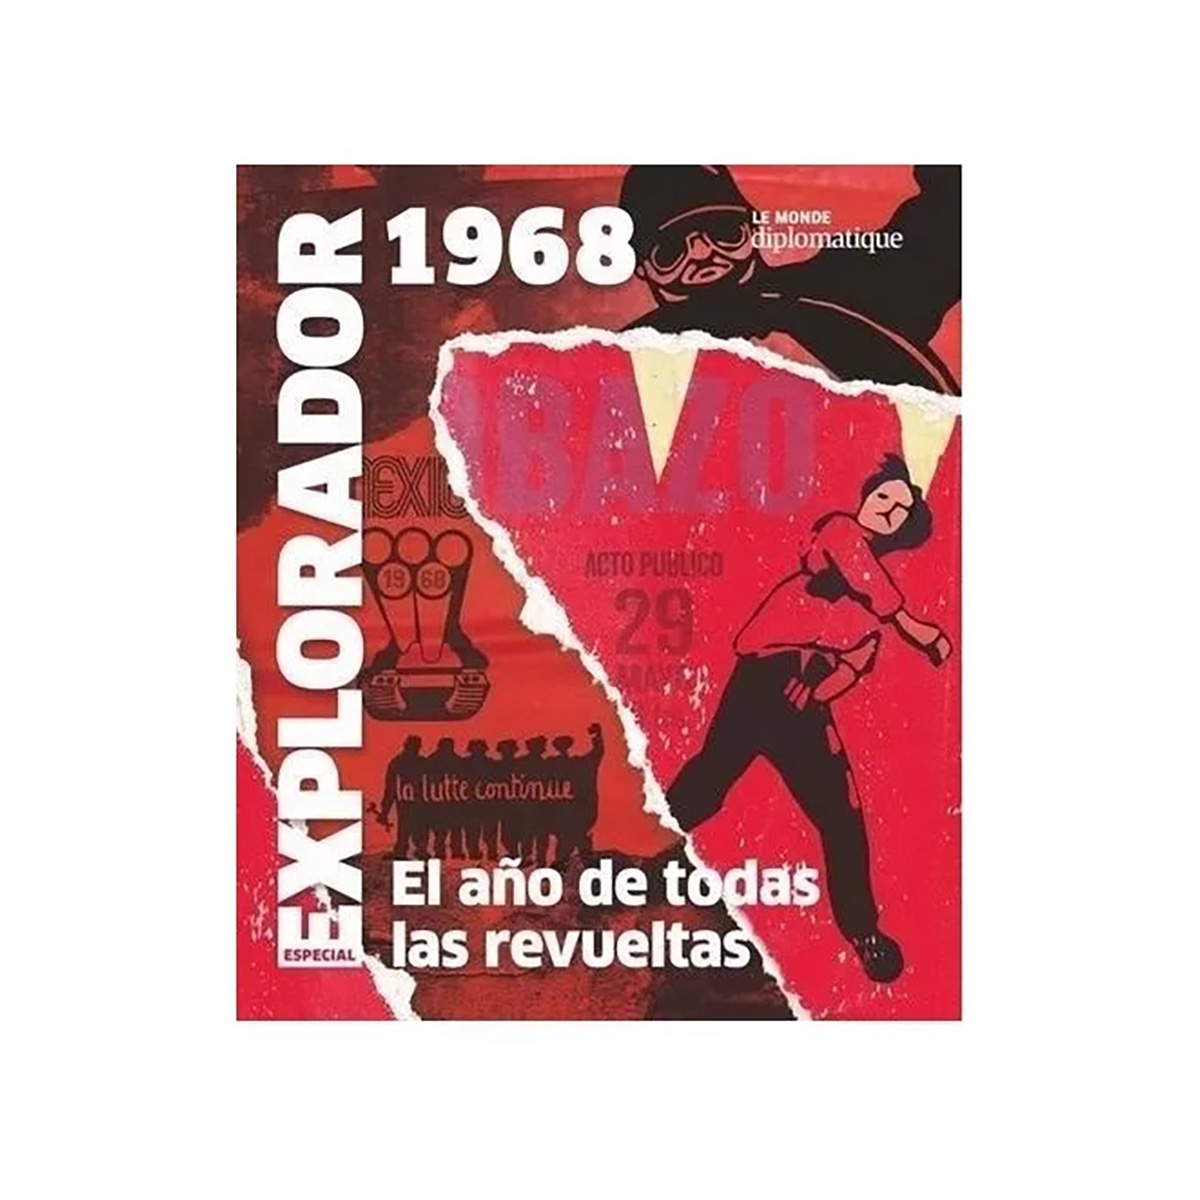 EXPLORADOR
ESPECIAL
1968
LE MONDE
diplomatique
BAZO
ACTO PUBLICO
29
MAYO
1968
la lutte continue
El año de todas
las revueltas